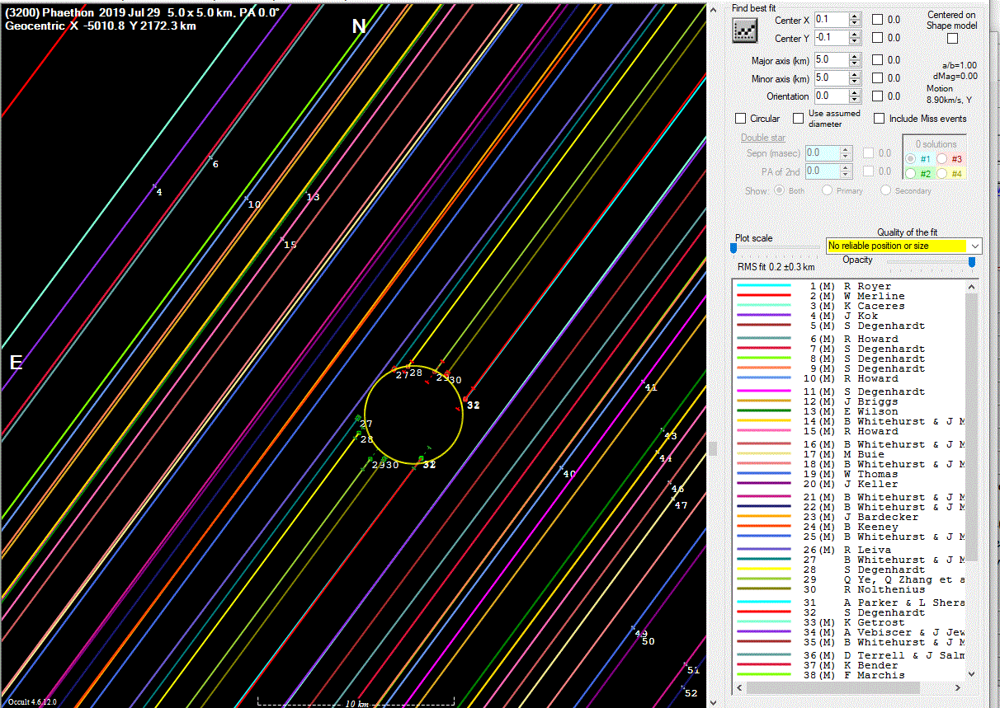 (3200) Phaethon 2019 Jul 29 5.0 x 5.0 km, PA 0.0°
Geocentric X -5010.8 Y 2172.3 km
N
E
4
6
10
13
15
27
28
29
30
32
27
28
29
30
32
40
41
43
44
46
47
49
50
51
52
10 km
Occult 4.6.12.0
Find best fit
Center X 0.1 0.0
Center Y -0.1 0.0
Centered on
Shape model
Major axis (km) 5.0 0.0
Minor axis (km) 5.0 0.0
Orientation 0.0 0.0
a/b=1.00
dMag=0.00
Motion
8.90km/s, Y
Circular
Use assumed
diameter
Include Miss events
Double star
Sepn (masec) 0.0 0.0
PA of 2nd 0.0 0.0
0 solutions
#1 #3
#2 #4
Show: Both Primary Secondary
Plot scale
Quality of the fit
No reliable position or size
Opacity
RMS fit 0.2 ±0.3 km
1(M) R Royer
2(M) W Merline
3(M) K Caceres
4(M) J Kok
5(M) S Degenhardt
6(M) R Howard
7(M) S Degenhardt
8(M) S Degenhardt
9(M) S Degenhardt
10(M) R Howard
11(M) S Degenhardt
12(M) J Briggs
13(M) E Wilson
14(M) B Whitehurst & J M
15(M) R Howard
16(M) B Whitehurst & J M
17(M) M Buie
18(M) B Whitehurst & J M
19(M) W Thomas
20(M) J Keller
21(M) B Whitehurst & J M
22(M) B Whitehurst & J M
23(M) J Bardecker
24(M) B Keeney
25(M) B Whitehurst & J M
26(M) R Leiva
27 B Whitehurst & J M
28 S Degenhardt
29 Q Ye, Q Zhang et a
30 R Nolthenius
31 A Parker & L Shera
32 S Degenhardt
33(M) K Getrost
34(M) A Vebiscer & J Jew
35(M) B Whitehurst & J M
36(M) D Terrell & J Salm
37(M) K Bender
38(M) F Marchis